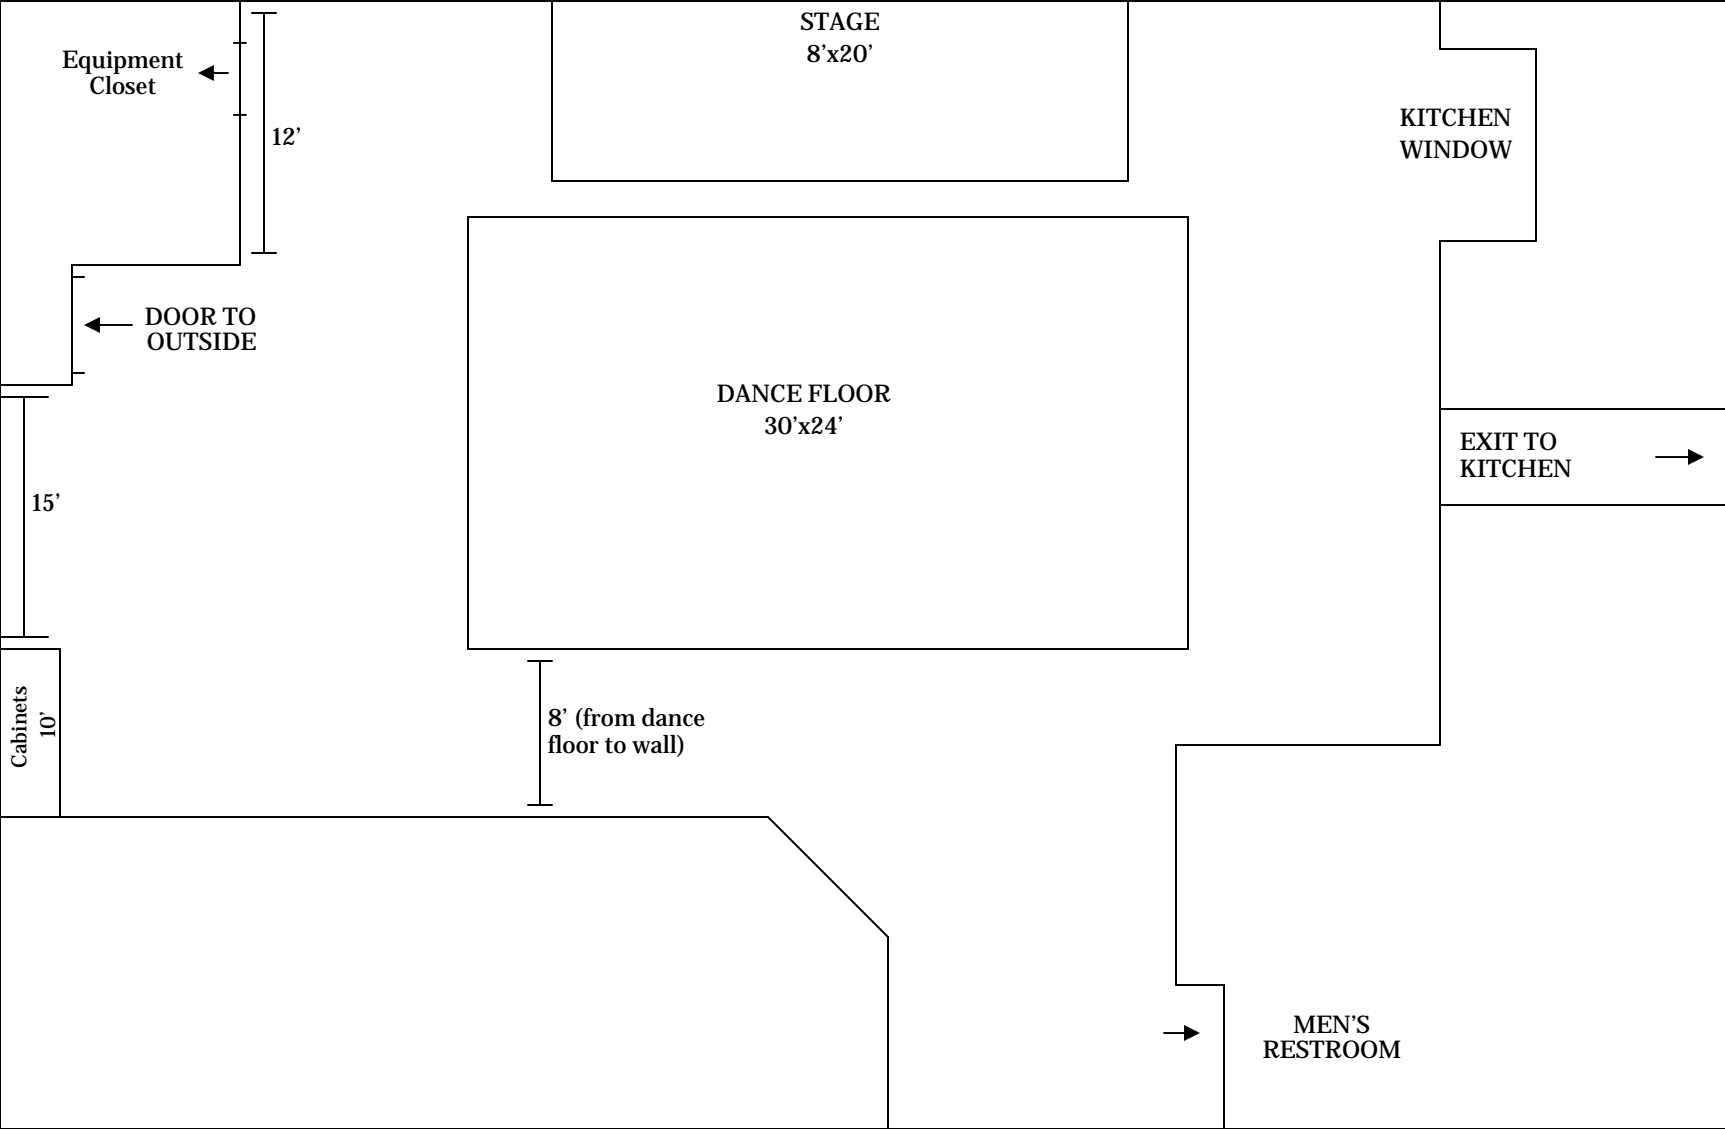 STAGE
8’x20’
Equipment
Closet
12’
KITCHEN
WINDOW
DOOR TO
OUTSIDE
DANCE FLOOR
30’x24’
EXIT TO
KITCHEN
15’
Cabinets
10’
8’ (from dance
floor to wall)
MEN’S
RESTROOM